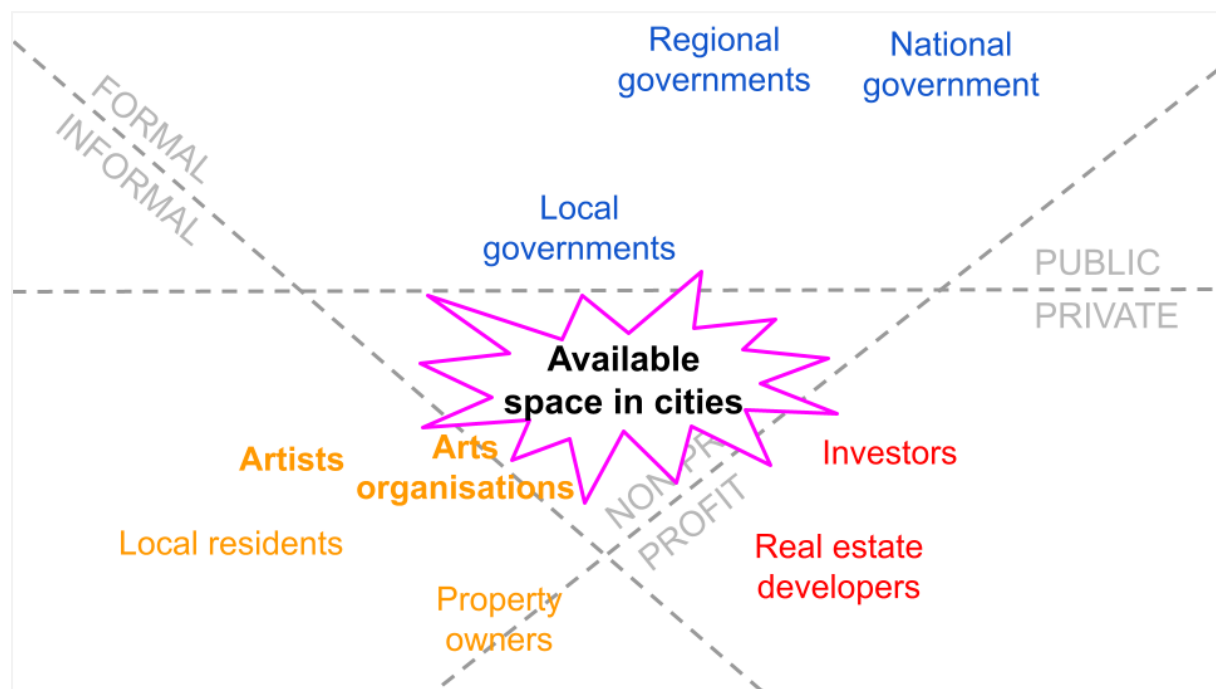 Regional
governments
National
government
FORMAL
INFORMAL
Local
governments
PUBLIC
PRIVATE
Available
space in cities
Artists
Arts
organisations
NON PR
PROFIT
Investors
Local residents
Real estate
developers
Property
owners